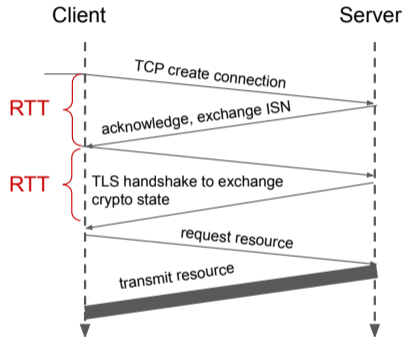 Client
Server
TCP create connection
RTT
acknowledge, exchange ISN
RTT
TLS handshake to exchange
crypto state
request resource
transmit resource